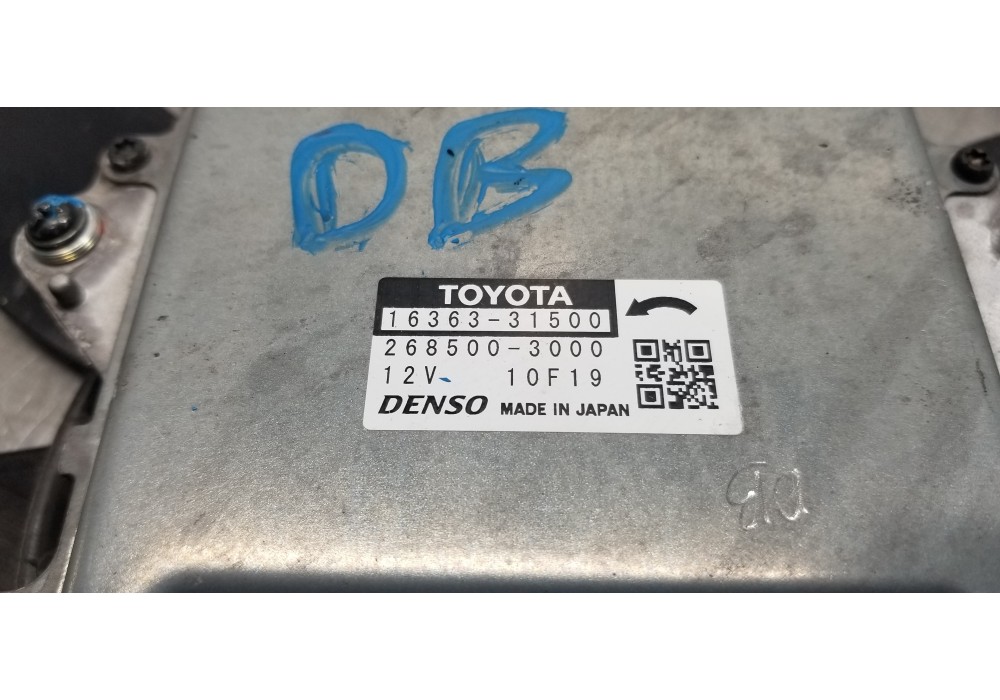 DB
TOYOTA
16363-31500
268500-3000
12V 10F19
DENSO MADE IN JAPAN